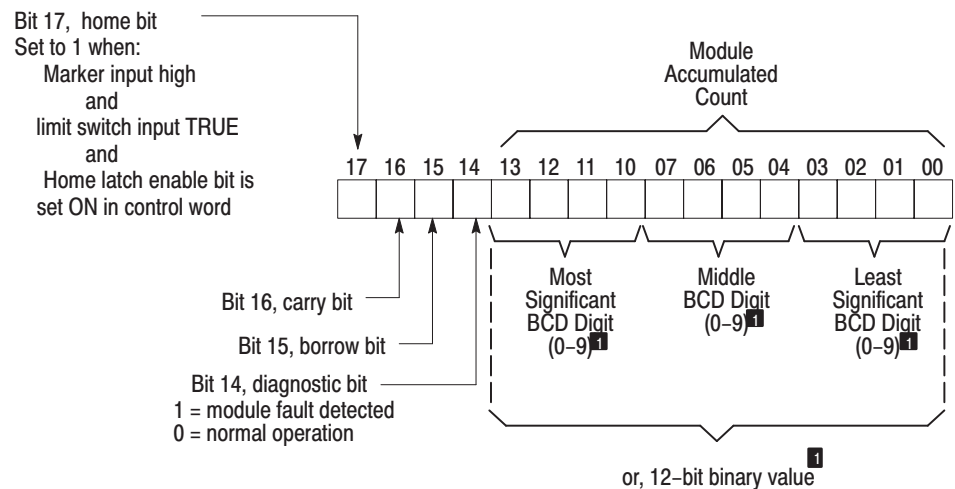 Bit 17, home bit
Set to 1 when:
Marker input high
and
limit switch input TRUE
and
Home latch enable bit is
set ON in control word
Module
Accumulated
Count
17 16 15 14 13 12 11 10 07 06 05 04 03 02 01 00
Most
Significant
BCD Digit
(0–9)1
Middle
BCD Digit
(0–9)1
Least
Significant
BCD Digit
(0–9)1
Bit 16, carry bit
Bit 15, borrow bit
Bit 14, diagnostic bit
1 = module fault detected
0 = normal operation
or, 12–bit binary value1